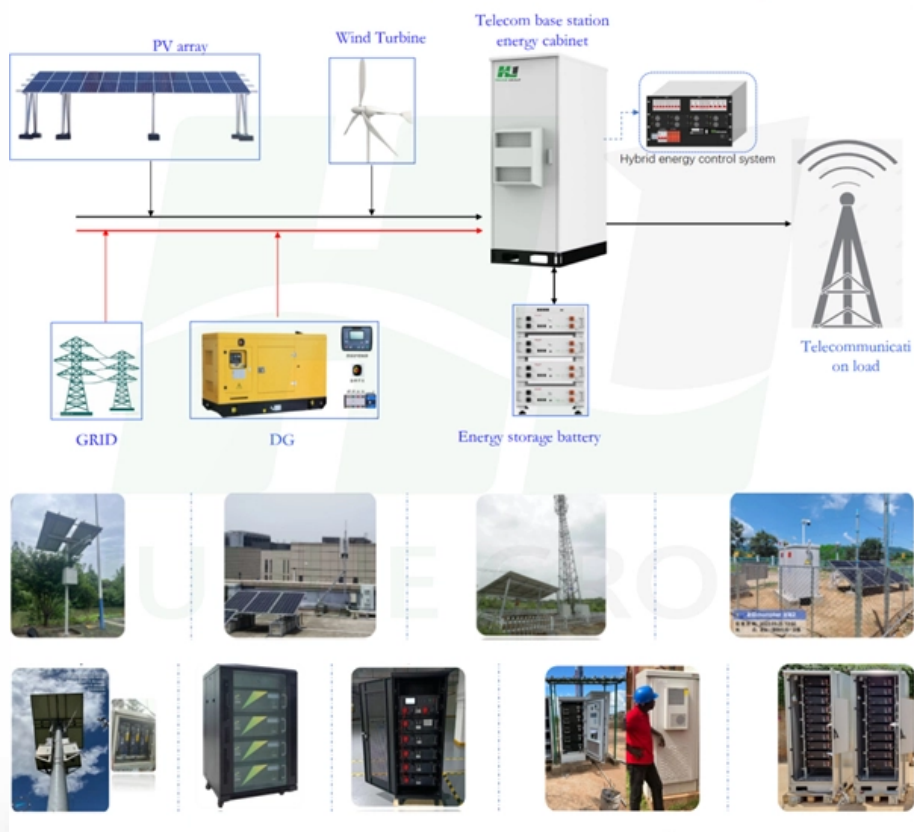 Telecom base station
energy cabinet
PV array
Wind Turbine
HJ
Hybrid energy control system
Telecommunicati
on load
GRID
DG
Energy storage battery